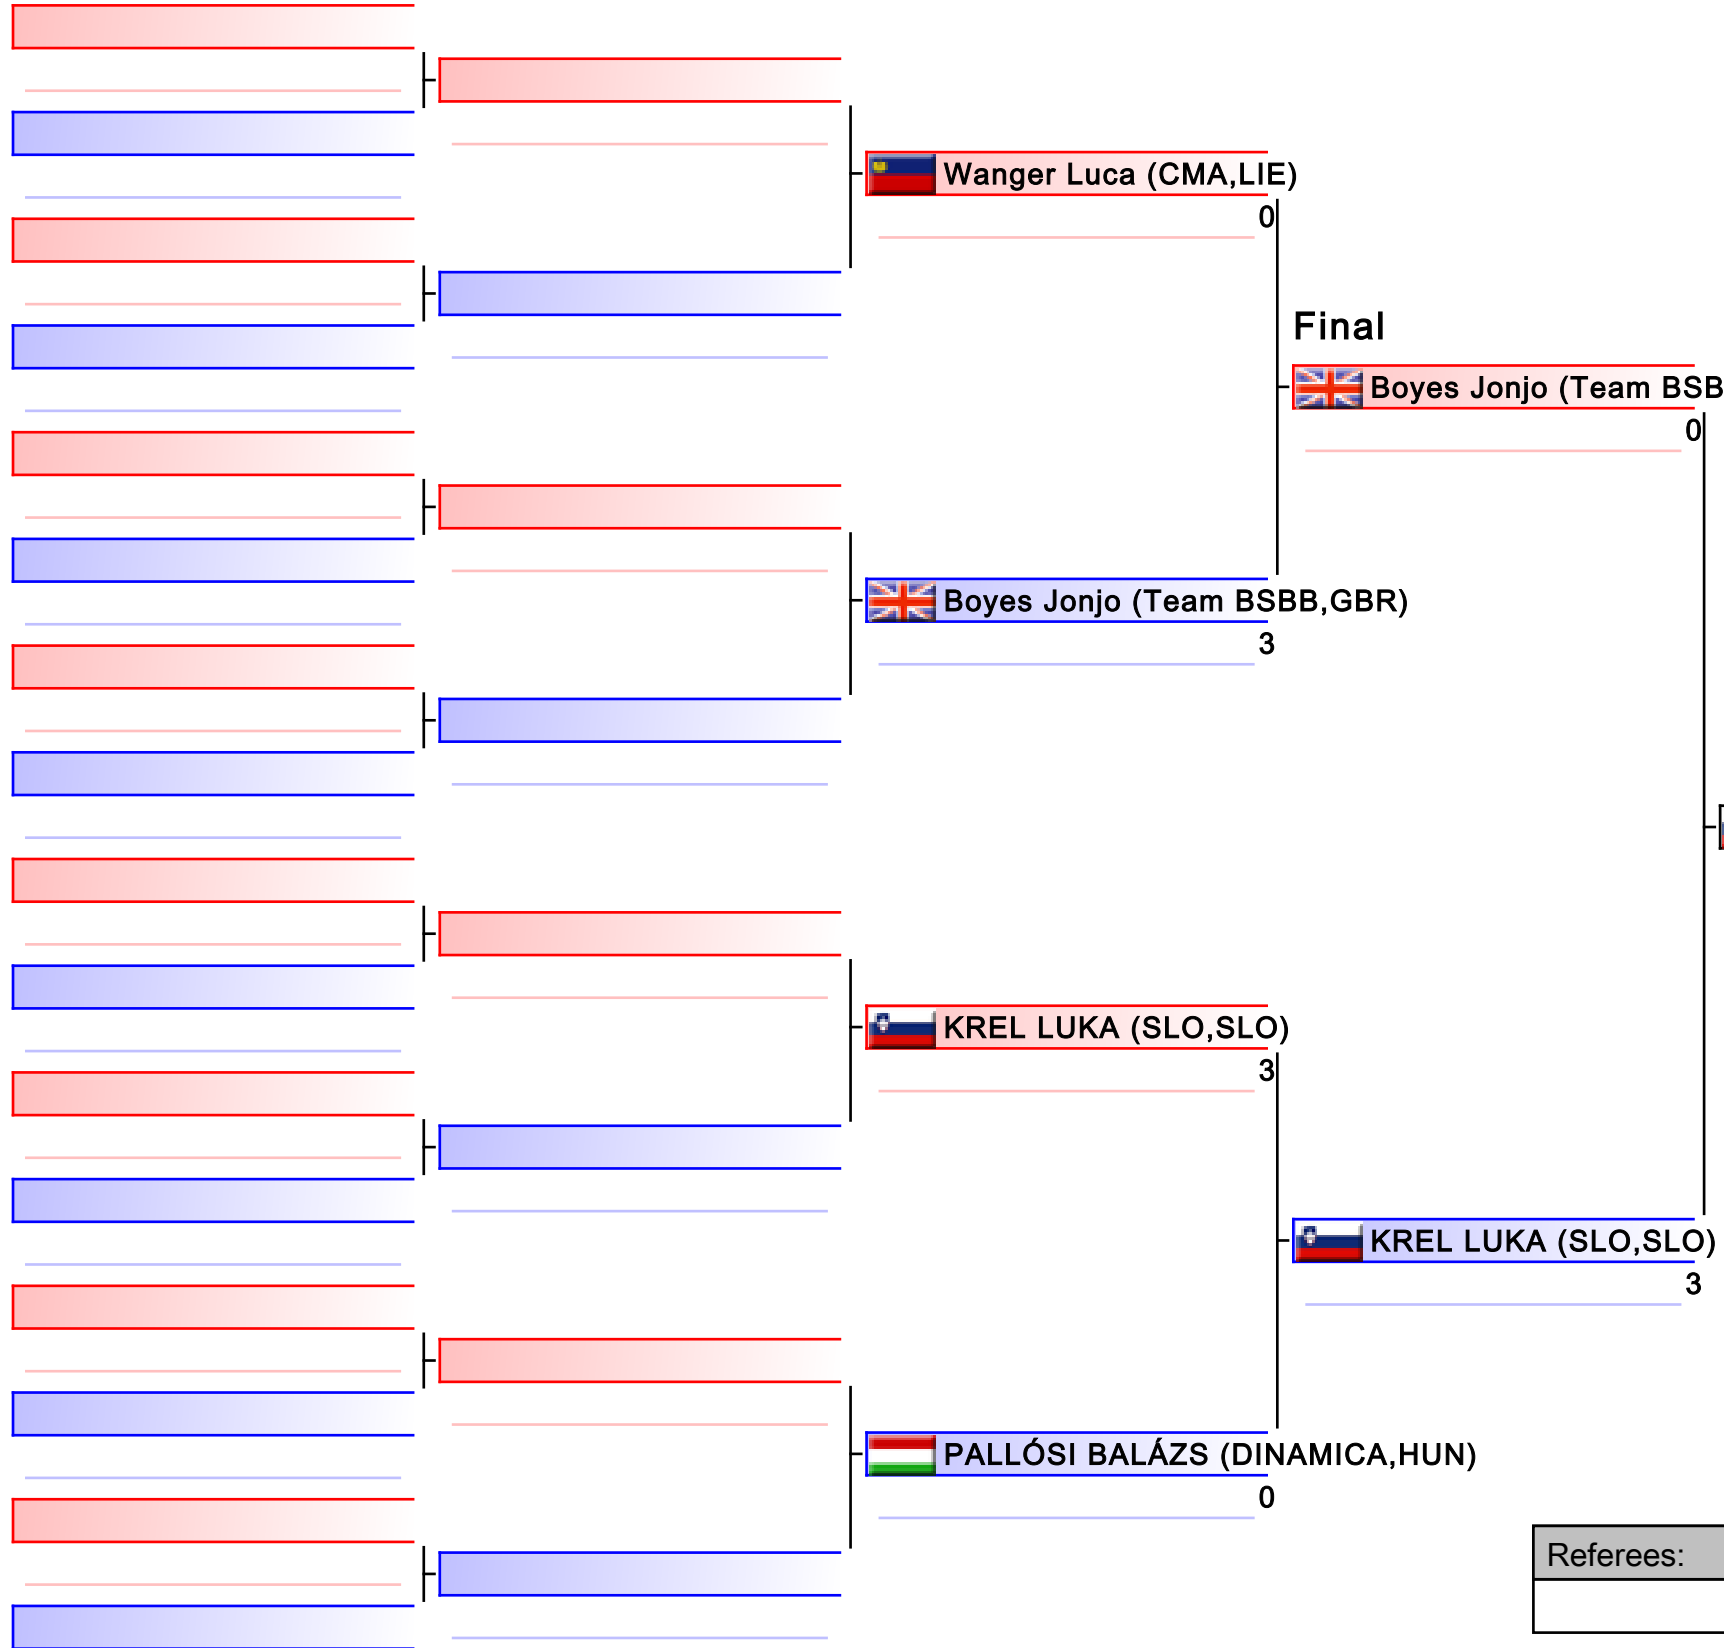 Wanger Luca (CMA,LIE)
0
Final
Boyes Jonjo (Team BSB
0
Boyes Jonjo (Team BSBB,GBR)
3
KREL LUKA (SLO,SLO)
3
KREL LUKA (SLO,SLO)
3
PALLÓSI BALÁZS (DINAMICA,HUN)
0
Referees: